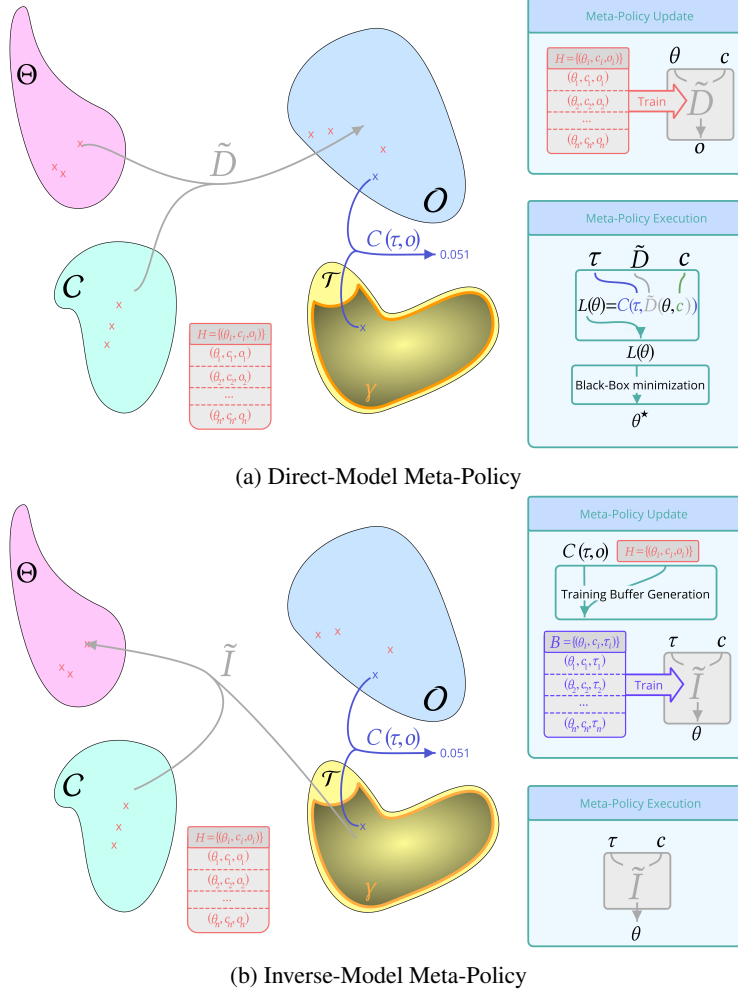 Θ
D̃
C
O
C(τ,o)
0.051
T
γ
H={(θᵢ,cᵢ,oᵢ)}
(θ₁,c₁,o₁)
(θ₂,c₂,o₂)
...
(θₙ,cₙ,oₙ)
Meta-Policy Update
H={(θᵢ,cᵢ,oᵢ)}
(θ₁,c₁,o₁)
(θ₂,c₂,o₂)
...
(θₙ,cₙ,oₙ)
Train
θ c
D̃
o
Meta-Policy Execution
τ D̃ c
L(θ)=C(τ,D̃(θ,c))
L(θ)
Black-Box minimization
θ★
(a) Direct-Model Meta-Policy
Θ
Ĩ
C
O
C(τ,o)
0.051
T
γ
H={(θᵢ,cᵢ,oᵢ)}
(θ₁,c₁,o₁)
(θ₂,c₂,o₂)
...
(θₙ,cₙ,oₙ)
Meta-Policy Update
C(τ,o) H={(θᵢ,cᵢ,oᵢ)}
Training Buffer Generation
B={(θᵢ,cᵢ,τᵢ)}
(θ₁,c₁,τ₁)
(θ₂,c₂,τ₂)
...
(θₙ,cₙ,τₙ)
Train
τ c
Ĩ
θ
Meta-Policy Execution
τ c
Ĩ
θ
(b) Inverse-Model Meta-Policy